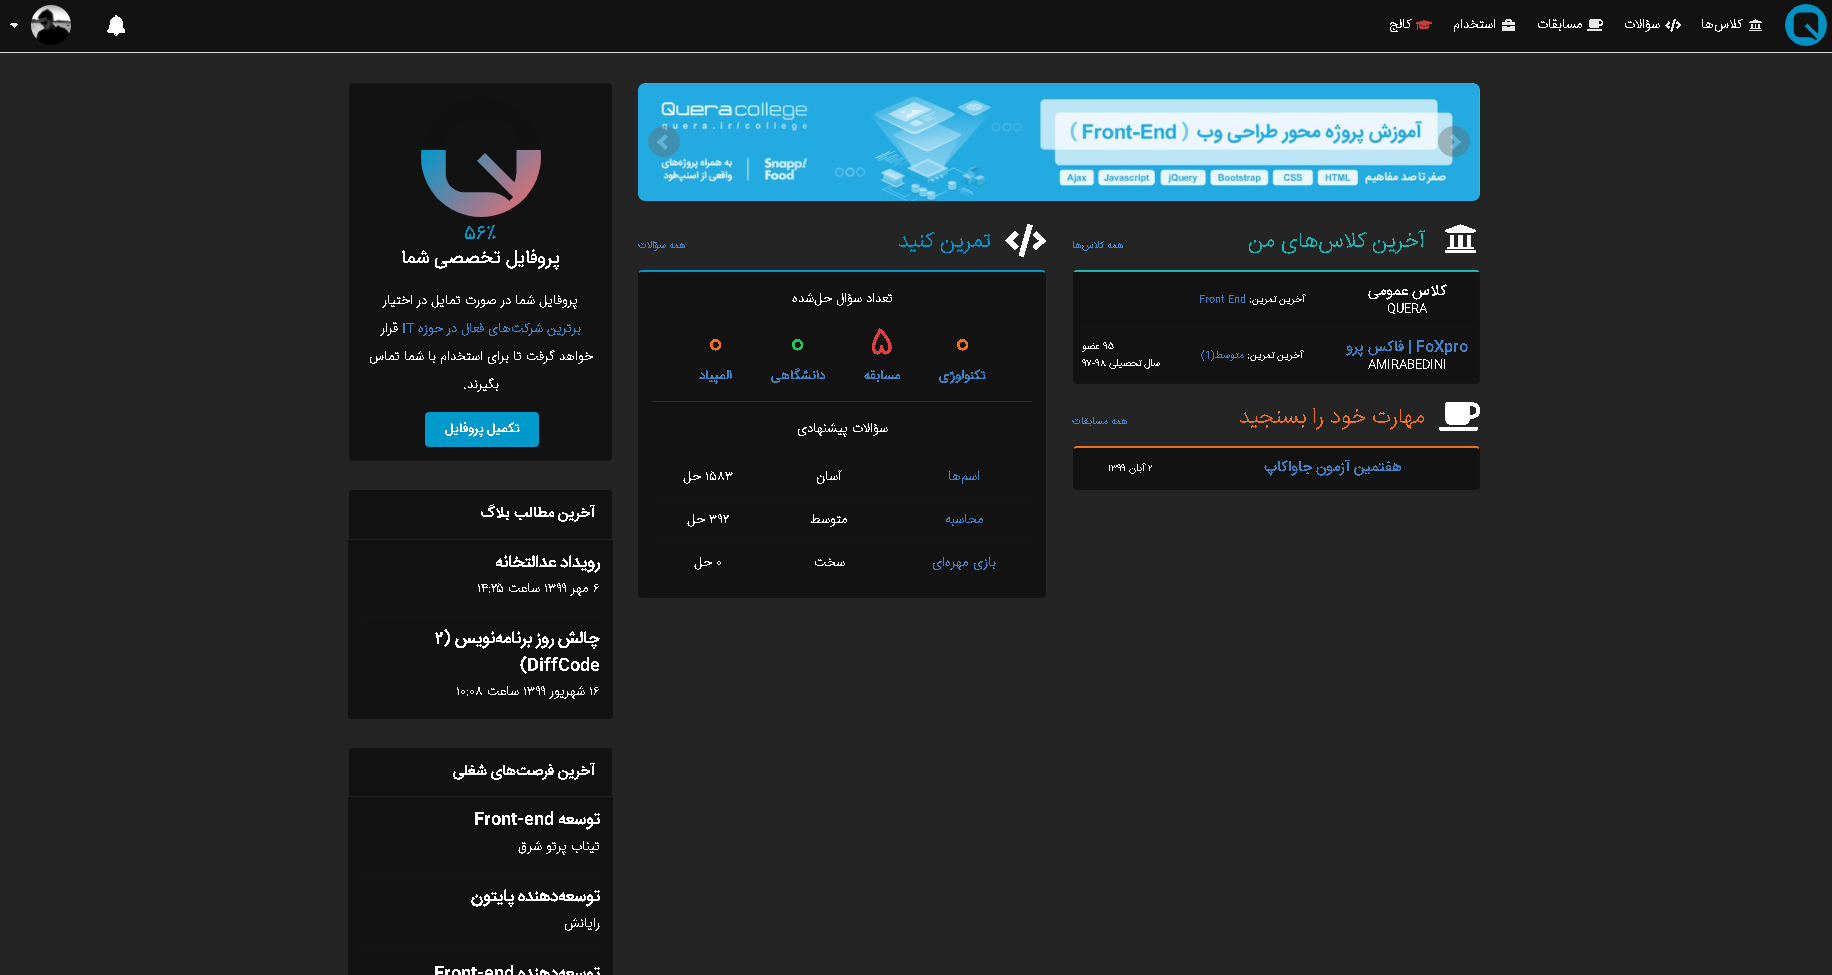 کلاس‌ها
سؤالات
مسابقات
استخدام
کالج
Quera college
quera.ir/college
به همراه پروژه‌های
واقعی از اسنپ‌فود
Snapp!
Food
آموزش پروژه محور طراحی وب ( Front-End )
صفر تا صد مفاهیم HTML CSS Bootstrap jQuery Javascript Ajax
آخرین کلاس‌های من
همه کلاس‌ها
کلاس عمومی
QUERA
آخرین تمرین: Front End
FoXpro | فاکس پرو
AMIRABEDINI
آخرین تمرین: متوسط(1)
۹۵ عضو
سال تحصیلی ۹۸-۹۷
مهارت خود را بسنجید
همه مسابقات
هفتمین آزمون جاواکاپ
۲ آبان ۱۳۹۹
تمرین کنید
همه سؤالات
تعداد سؤال حل‌شده
۰ ۵ ۰ ۰
تکنولوژی مسابقه دانشگاهی المپیاد
سؤالات پیشنهادی
اسم‌ها آسان ۱۵۸۳ حل
محاسبه متوسط ۳۹۲ حل
بازی مهره‌ای سخت ۰ حل
۵۶٪
پروفایل تخصصی شما
پروفایل شما در صورت تمایل در اختیار
برترین شرکت‌های فعال در حوزه IT قرار
خواهد گرفت تا برای استخدام با شما تماس
بگیرند.
تکمیل پروفایل
آخرین مطالب بلاگ
رویداد عدالتخانه
۶ مهر ۱۳۹۹ ساعت ۱۴:۲۵
چالش روز برنامه‌نویس (۲
DiffCode)
۱۶ شهریور ۱۳۹۹ ساعت ۱۰:۰۸
آخرین فرصت‌های شغلی
توسعه Front-end
تیناب پرتو شرق
توسعه‌دهنده پایتون
رایانش
توسعه‌دهنده Front-end